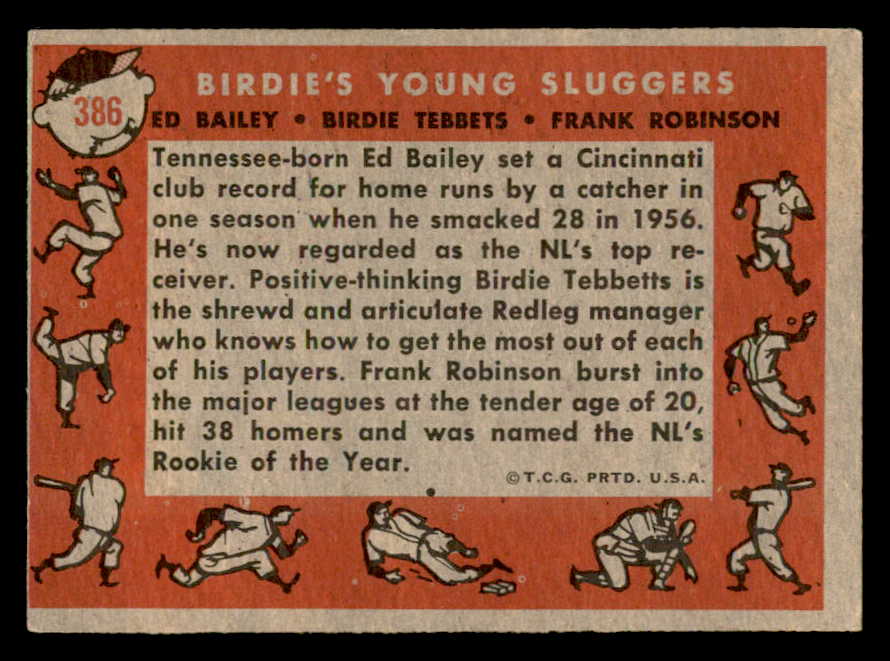 386
BIRDIE'S YOUNG SLUGGERS
ED BAILEY • BIRDIE TEBBETS • FRANK ROBINSON
Tennessee-born Ed Bailey set a Cincinnati
club record for home runs by a catcher in
one season when he smacked 28 in 1956.
He's now regarded as the NL's top re-
ceiver. Positive-thinking Birdie Tebbetts is
the shrewd and articulate Redleg manager
who knows how to get the most out of each
of his players. Frank Robinson burst into
the major leagues at the tender age of 20,
hit 38 homers and was named the NL's
Rookie of the Year.
©T.C.G. PRTD. U.S.A.